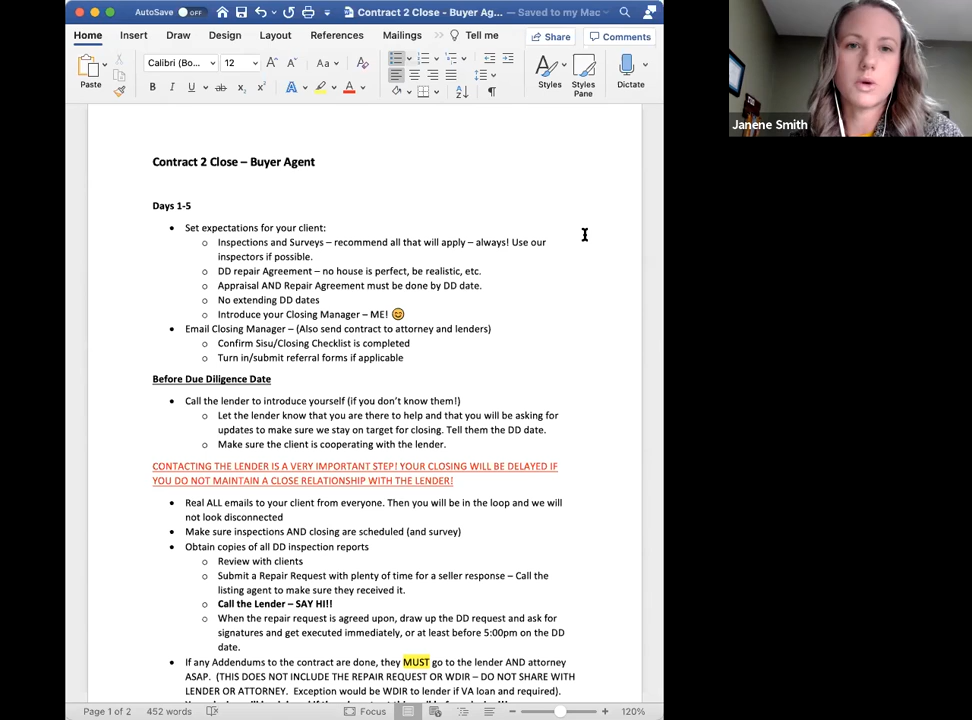 AutoSave OFF Contract 2 Close - Buyer Ag... — Saved to my Mac
Home Insert Draw Design Layout References Mailings Tell me Share Comments
Paste Calibri (Bo... 12 Styles Styles Pane Dictate
Janene Smith
Contract 2 Close – Buyer Agent
Days 1-5
• Set expectations for your client:
o Inspections and Surveys – recommend all that will apply – always! Use our
inspectors if possible.
o DD repair Agreement – no house is perfect, be realistic, etc.
o Appraisal AND Repair Agreement must be done by DD date.
o No extending DD dates
o Introduce your Closing Manager – ME! 😊
• Email Closing Manager – (Also send contract to attorney and lenders)
o Confirm Sisu/Closing Checklist is completed
o Turn in/submit referral forms if applicable
Before Due Diligence Date
• Call the lender to introduce yourself (if you don't know them!)
o Let the lender know that you are there to help and that you will be asking for
updates to make sure we stay on target for closing. Tell them the DD date.
o Make sure the client is cooperating with the lender.
CONTACTING THE LENDER IS A VERY IMPORTANT STEP! YOUR CLOSING WILL BE DELAYED IF
YOU DO NOT MAINTAIN A CLOSE RELATIONSHIP WITH THE LENDER!
• Real ALL emails to your client from everyone. Then you will be in the loop and we will
not look disconnected
• Make sure inspections AND closing are scheduled (and survey)
• Obtain copies of all DD inspection reports
o Review with clients
o Submit a Repair Request with plenty of time for a seller response – Call the
listing agent to make sure they received it.
o Call the Lender – SAY HI!!
o When the repair request is agreed upon, draw up the DD request and ask for
signatures and get executed immediately, or at least before 5:00pm on the DD
date.
• If any Addendums to the contract are done, they MUST go to the lender AND attorney
ASAP. (THIS DOES NOT INCLUDE THE REPAIR REQUEST OR WDIR – DO NOT SHARE WITH
LENDER OR ATTORNEY. Exception would be WDIR to lender if VA loan and required).
Page 1 of 2 452 words Focus 120%